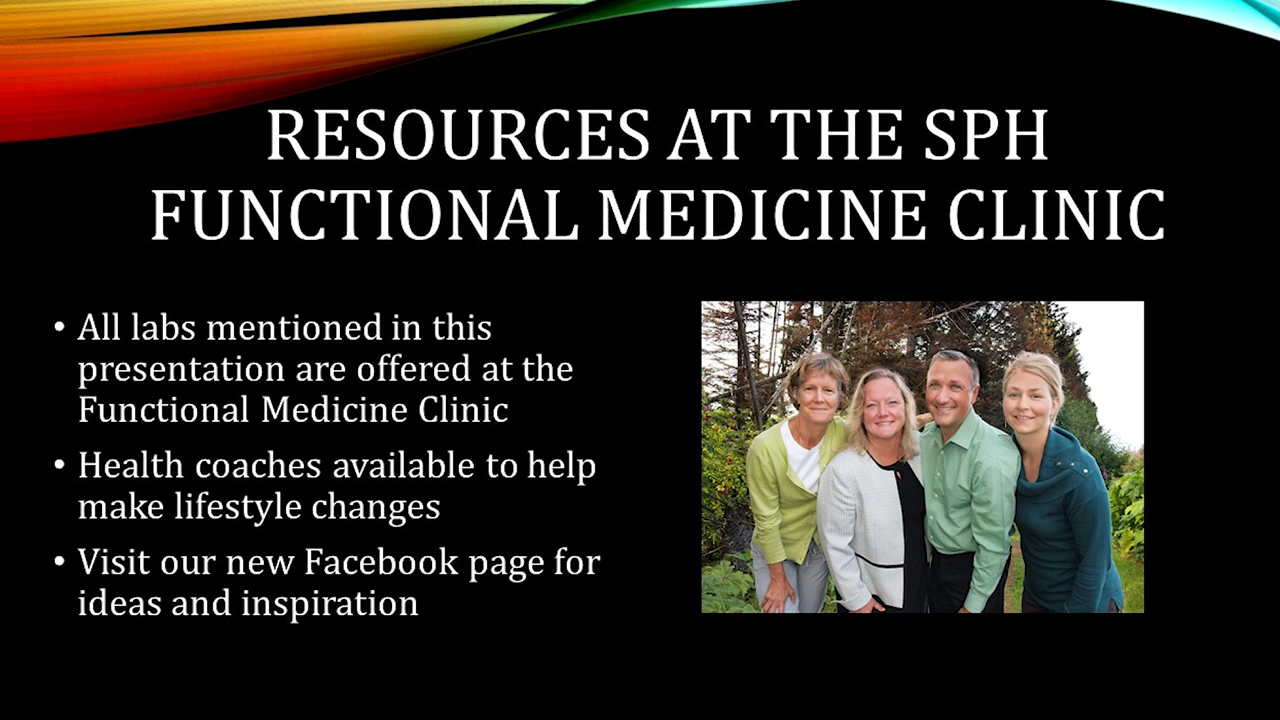 RESOURCES AT THE SPH
FUNCTIONAL MEDICINE CLINIC
• All labs mentioned in this
presentation are offered at the
Functional Medicine Clinic
• Health coaches available to help
make lifestyle changes
• Visit our new Facebook page for
ideas and inspiration